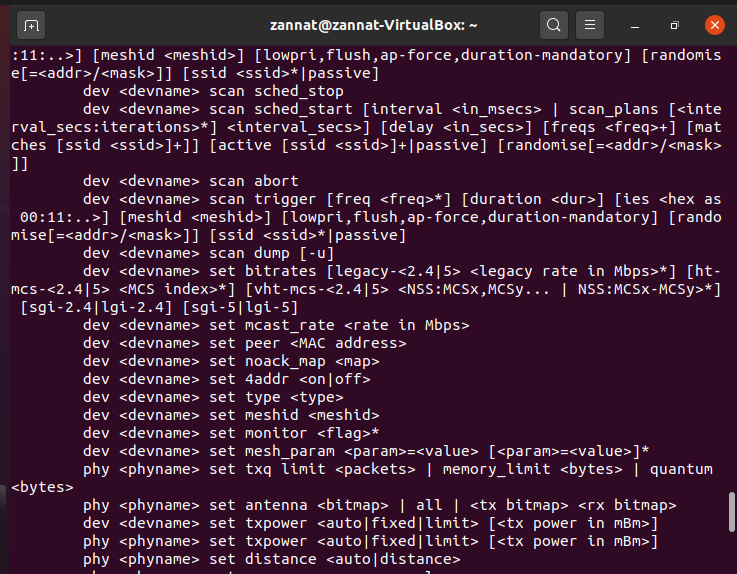 zannat@zannat-VirtualBox: ~
:11:..>] [meshid <meshid>] [lowpri,flush,ap-force,duration-mandatory] [randomis
e[=<addr>/<mask>]] [ssid <ssid>*|passive]
dev <devname> scan sched_stop
dev <devname> scan sched_start [interval <in_msecs> | scan_plans [<inte
rval_secs:iterations>*] <interval_secs>] [delay <in_secs>] [freqs <freq>+] [mat
ches [ssid <ssid>]+]] [active [ssid <ssid>]+|passive] [randomise[=<addr>/<mask>
]]
dev <devname> scan abort
dev <devname> scan trigger [freq <freq>*] [duration <dur>] [ies <hex as
00:11:..>] [meshid <meshid>] [lowpri,flush,ap-force,duration-mandatory] [rando
mise[=<addr>/<mask>]] [ssid <ssid>*|passive]
dev <devname> scan dump [-u]
dev <devname> set bitrates [legacy-<2.4|5> <legacy rate in Mbps>*] [ht-
mcs-<2.4|5> <MCS index>*] [vht-mcs-<2.4|5> <NSS:MCSx,MCSy... | NSS:MCSx-MCSy>*]
[sgi-2.4|lgi-2.4] [sgi-5|lgi-5]
dev <devname> set mcast_rate <rate in Mbps>
dev <devname> set peer <MAC address>
dev <devname> set noack_map <map>
dev <devname> set 4addr <on|off>
dev <devname> set type <type>
dev <devname> set meshid <meshid>
dev <devname> set monitor <flag>*
dev <devname> set mesh_param <param>=<value> [<param>=<value>]*
phy <phyname> set txq limit <packets> | memory_limit <bytes> | quantum
<bytes>
phy <phyname> set antenna <bitmap> | all | <tx bitmap> <rx bitmap>
dev <devname> set txpower <auto|fixed|limit> [<tx power in mBm>]
phy <phyname> set txpower <auto|fixed|limit> [<tx power in mBm>]
phy <phyname> set distance <auto|distance>